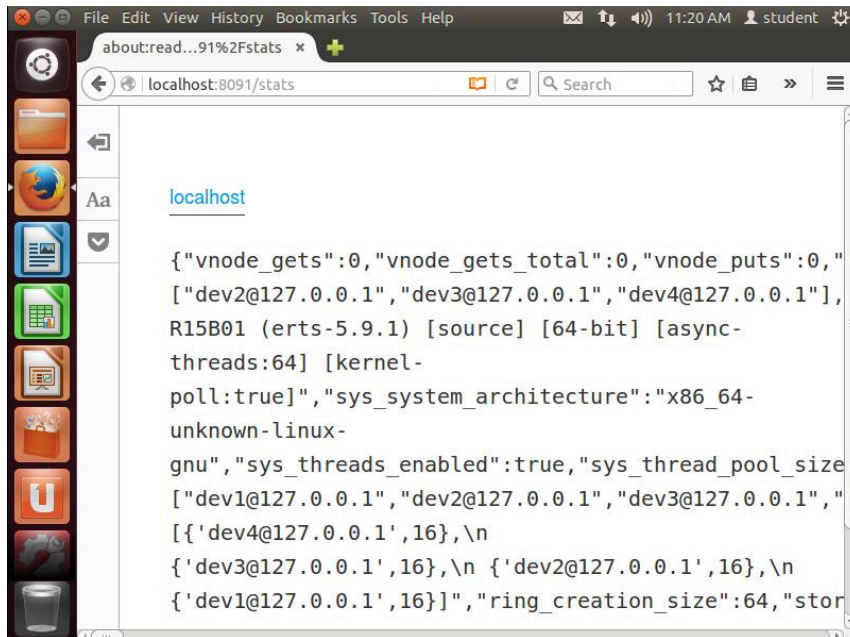 File Edit View History Bookmarks Tools Help 11:20 AM student
about:read...91%2Fstats
localhost:8091/stats Search
Aa
localhost
{"vnode_gets":0,"vnode_gets_total":0,"vnode_puts":0,"
["dev2@127.0.0.1","dev3@127.0.0.1","dev4@127.0.0.1"],
R15B01 (erts-5.9.1) [source] [64-bit] [async-
threads:64] [kernel-
poll:true]","sys_system_architecture":"x86_64-
unknown-linux-
gnu","sys_threads_enabled":true,"sys_thread_pool_size
["dev1@127.0.0.1","dev2@127.0.0.1","dev3@127.0.0.1","
[{'dev4@127.0.0.1',16},\n
{'dev3@127.0.0.1',16},\n {'dev2@127.0.0.1',16},\n
{'dev1@127.0.0.1',16}]","ring_creation_size":64,"stor